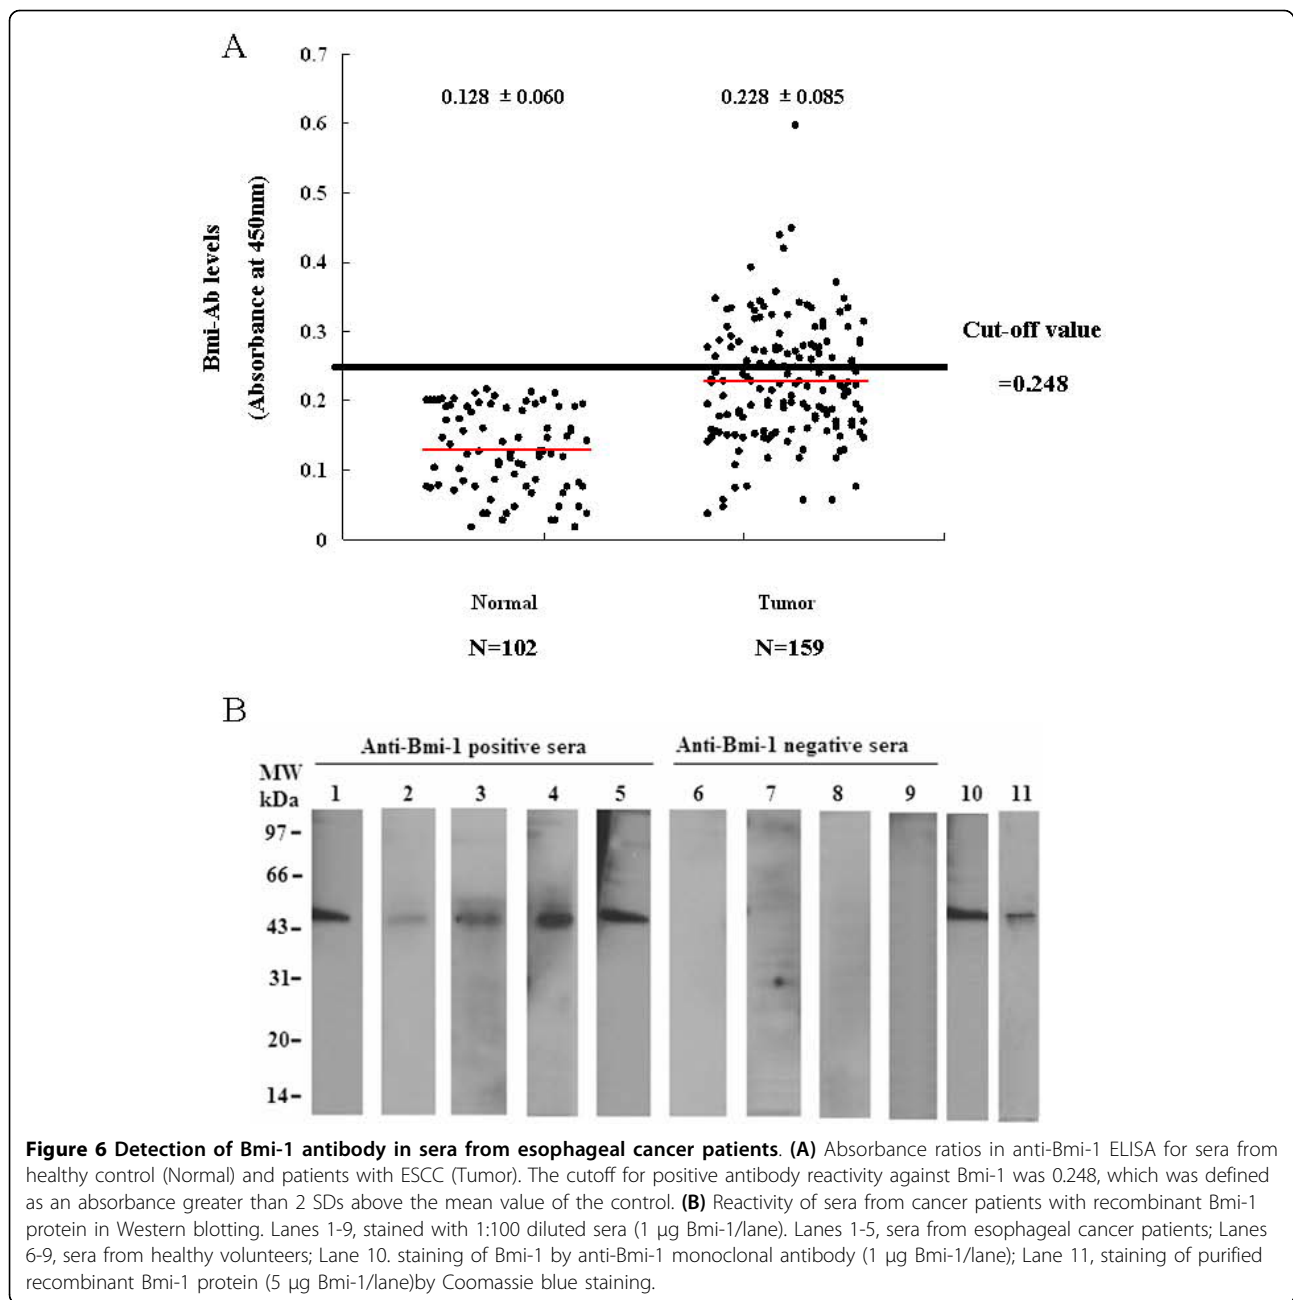 A
0.7
0.128 ± 0.060
0.228 ± 0.085
0.6
0.5
0.4
0.3
0.2
0.1
0
Bmi-Ab levels
(Absorbance at 450nm)
Cut-off value
=0.248
Normal
Tumor
N=102
N=159
B
Anti-Bmi-1 positive sera
Anti-Bmi-1 negative sera
MW
kDa
1 2 3 4 5 6 7 8 9 10 11
97-
66-
43-
31-
20-
14-
Figure 6 Detection of Bmi-1 antibody in sera from esophageal cancer patients. (A) Absorbance ratios in anti-Bmi-1 ELISA for sera from
healthy control (Normal) and patients with ESCC (Tumor). The cutoff for positive antibody reactivity against Bmi-1 was 0.248, which was defined
as an absorbance greater than 2 SDs above the mean value of the control. (B) Reactivity of sera from cancer patients with recombinant Bmi-1
protein in Western blotting. Lanes 1-9, stained with 1:100 diluted sera (1 μg Bmi-1/lane). Lanes 1-5, sera from esophageal cancer patients; Lanes
6-9, sera from healthy volunteers; Lane 10. staining of Bmi-1 by anti-Bmi-1 monoclonal antibody (1 μg Bmi-1/lane); Lane 11, staining of purified
recombinant Bmi-1 protein (5 μg Bmi-1/lane)by Coomassie blue staining.